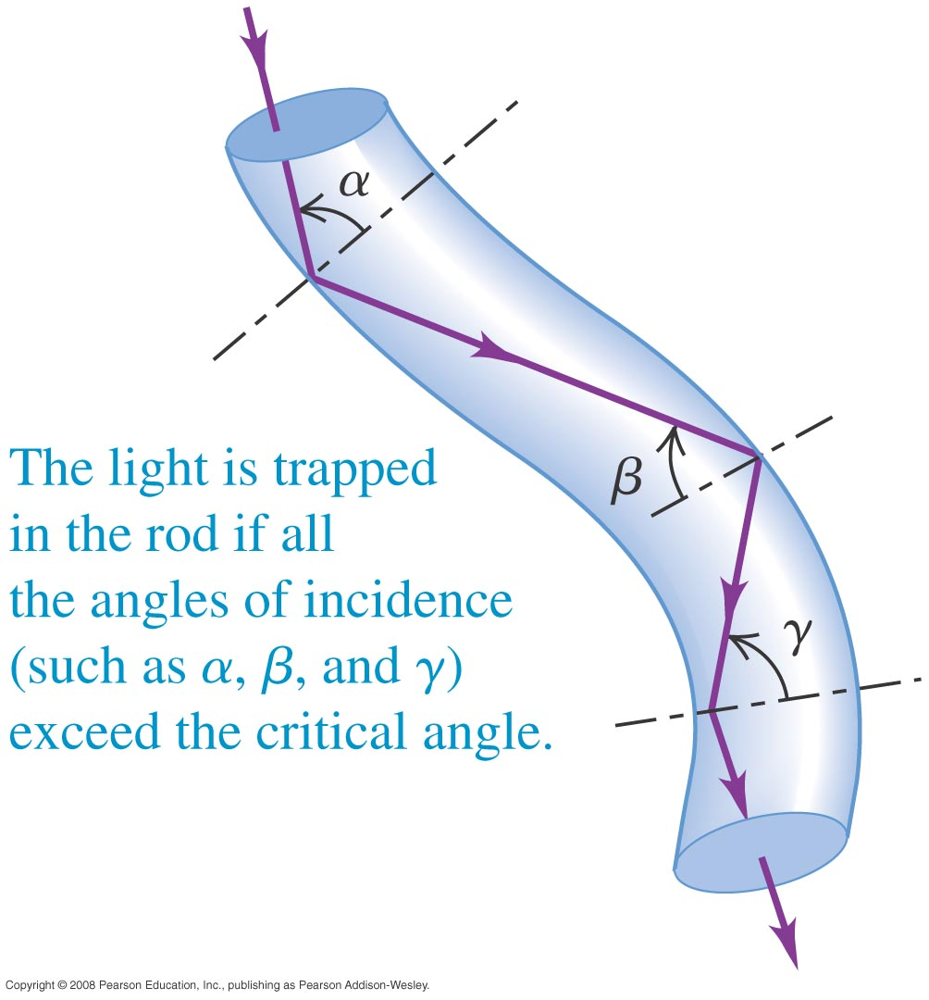 α
β
γ
The light is trapped
in the rod if all
the angles of incidence
(such as α, β, and γ)
exceed the critical angle.
Copyright © 2008 Pearson Education, Inc., publishing as Pearson Addison-Wesley.